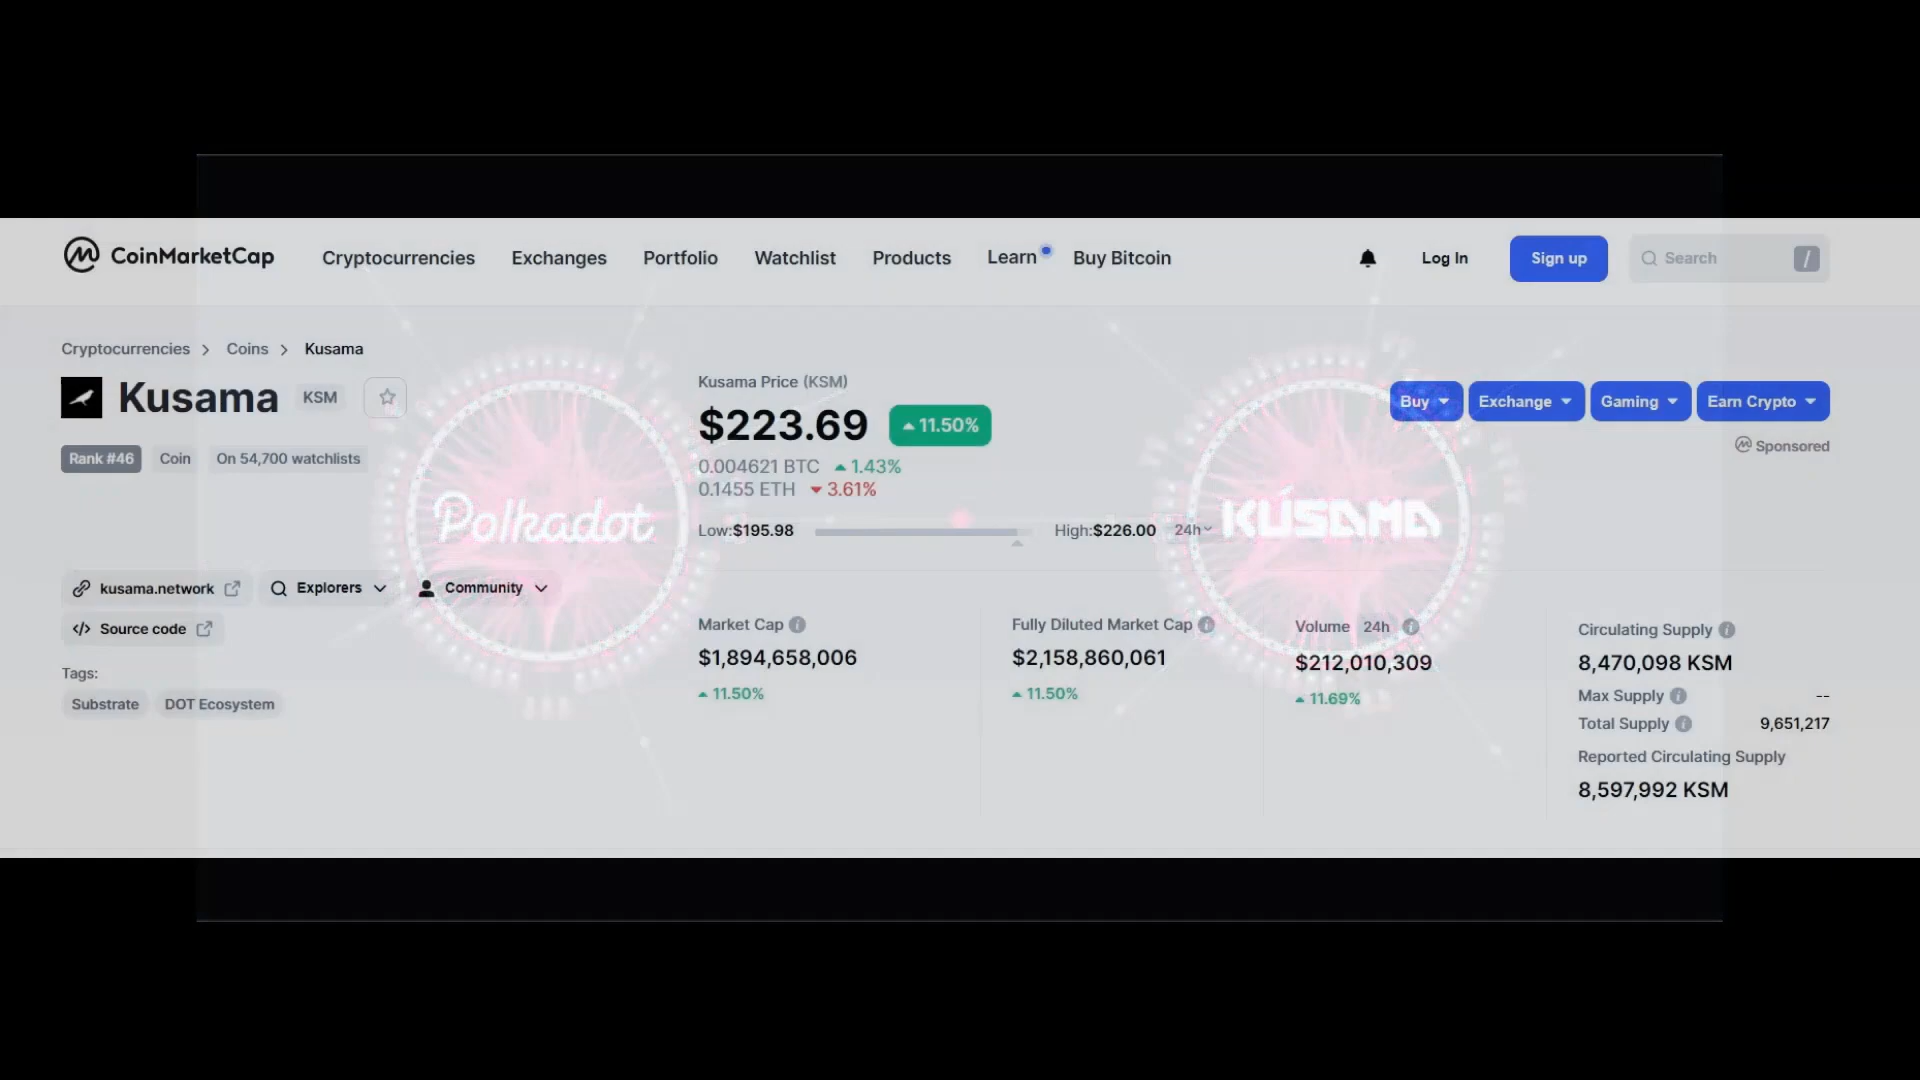 CoinMarketCap Cryptocurrencies Exchanges Portfolio Watchlist Products Learn Buy Bitcoin Log In Sign up Search /
Cryptocurrencies > Coins > Kusama
Kusama KSM
Rank #46 Coin On 54,700 watchlists
kusama.network Explorers Community
</> Source code
Tags:
Substrate DOT Ecosystem
Kusama Price (KSM)
$223.69 11.50%
0.004621 BTC 1.43%
0.1455 ETH 3.61%
Low:$195.98 High:$226.00 24h
Buy Exchange Gaming Earn Crypto
Sponsored
Polkadot
KUSAMA
Market Cap
$1,894,658,006
11.50%
Fully Diluted Market Cap
$2,158,860,061
11.50%
Volume 24h
$212,010,309
11.69%
Circulating Supply
8,470,098 KSM
Max Supply --
Total Supply 9,651,217
Reported Circulating Supply
8,597,992 KSM